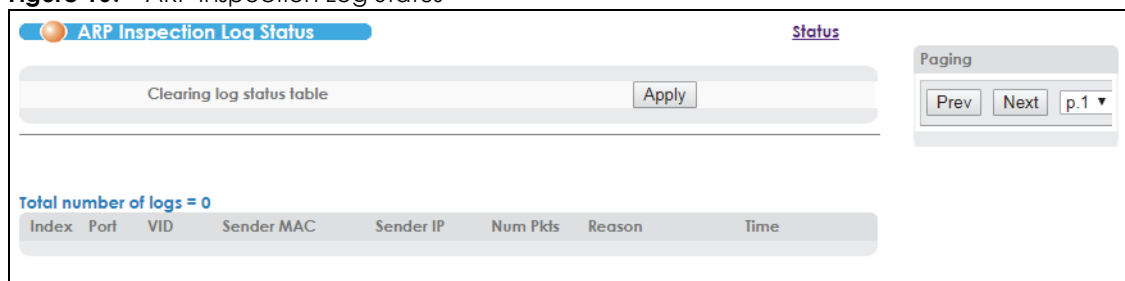 ARP Inspection Log Status
Status
Paging
Clearing log status table
Apply
Prev Next p.1
Total number of logs = 0
Index Port VID Sender MAC Sender IP Num Pkts Reason Time